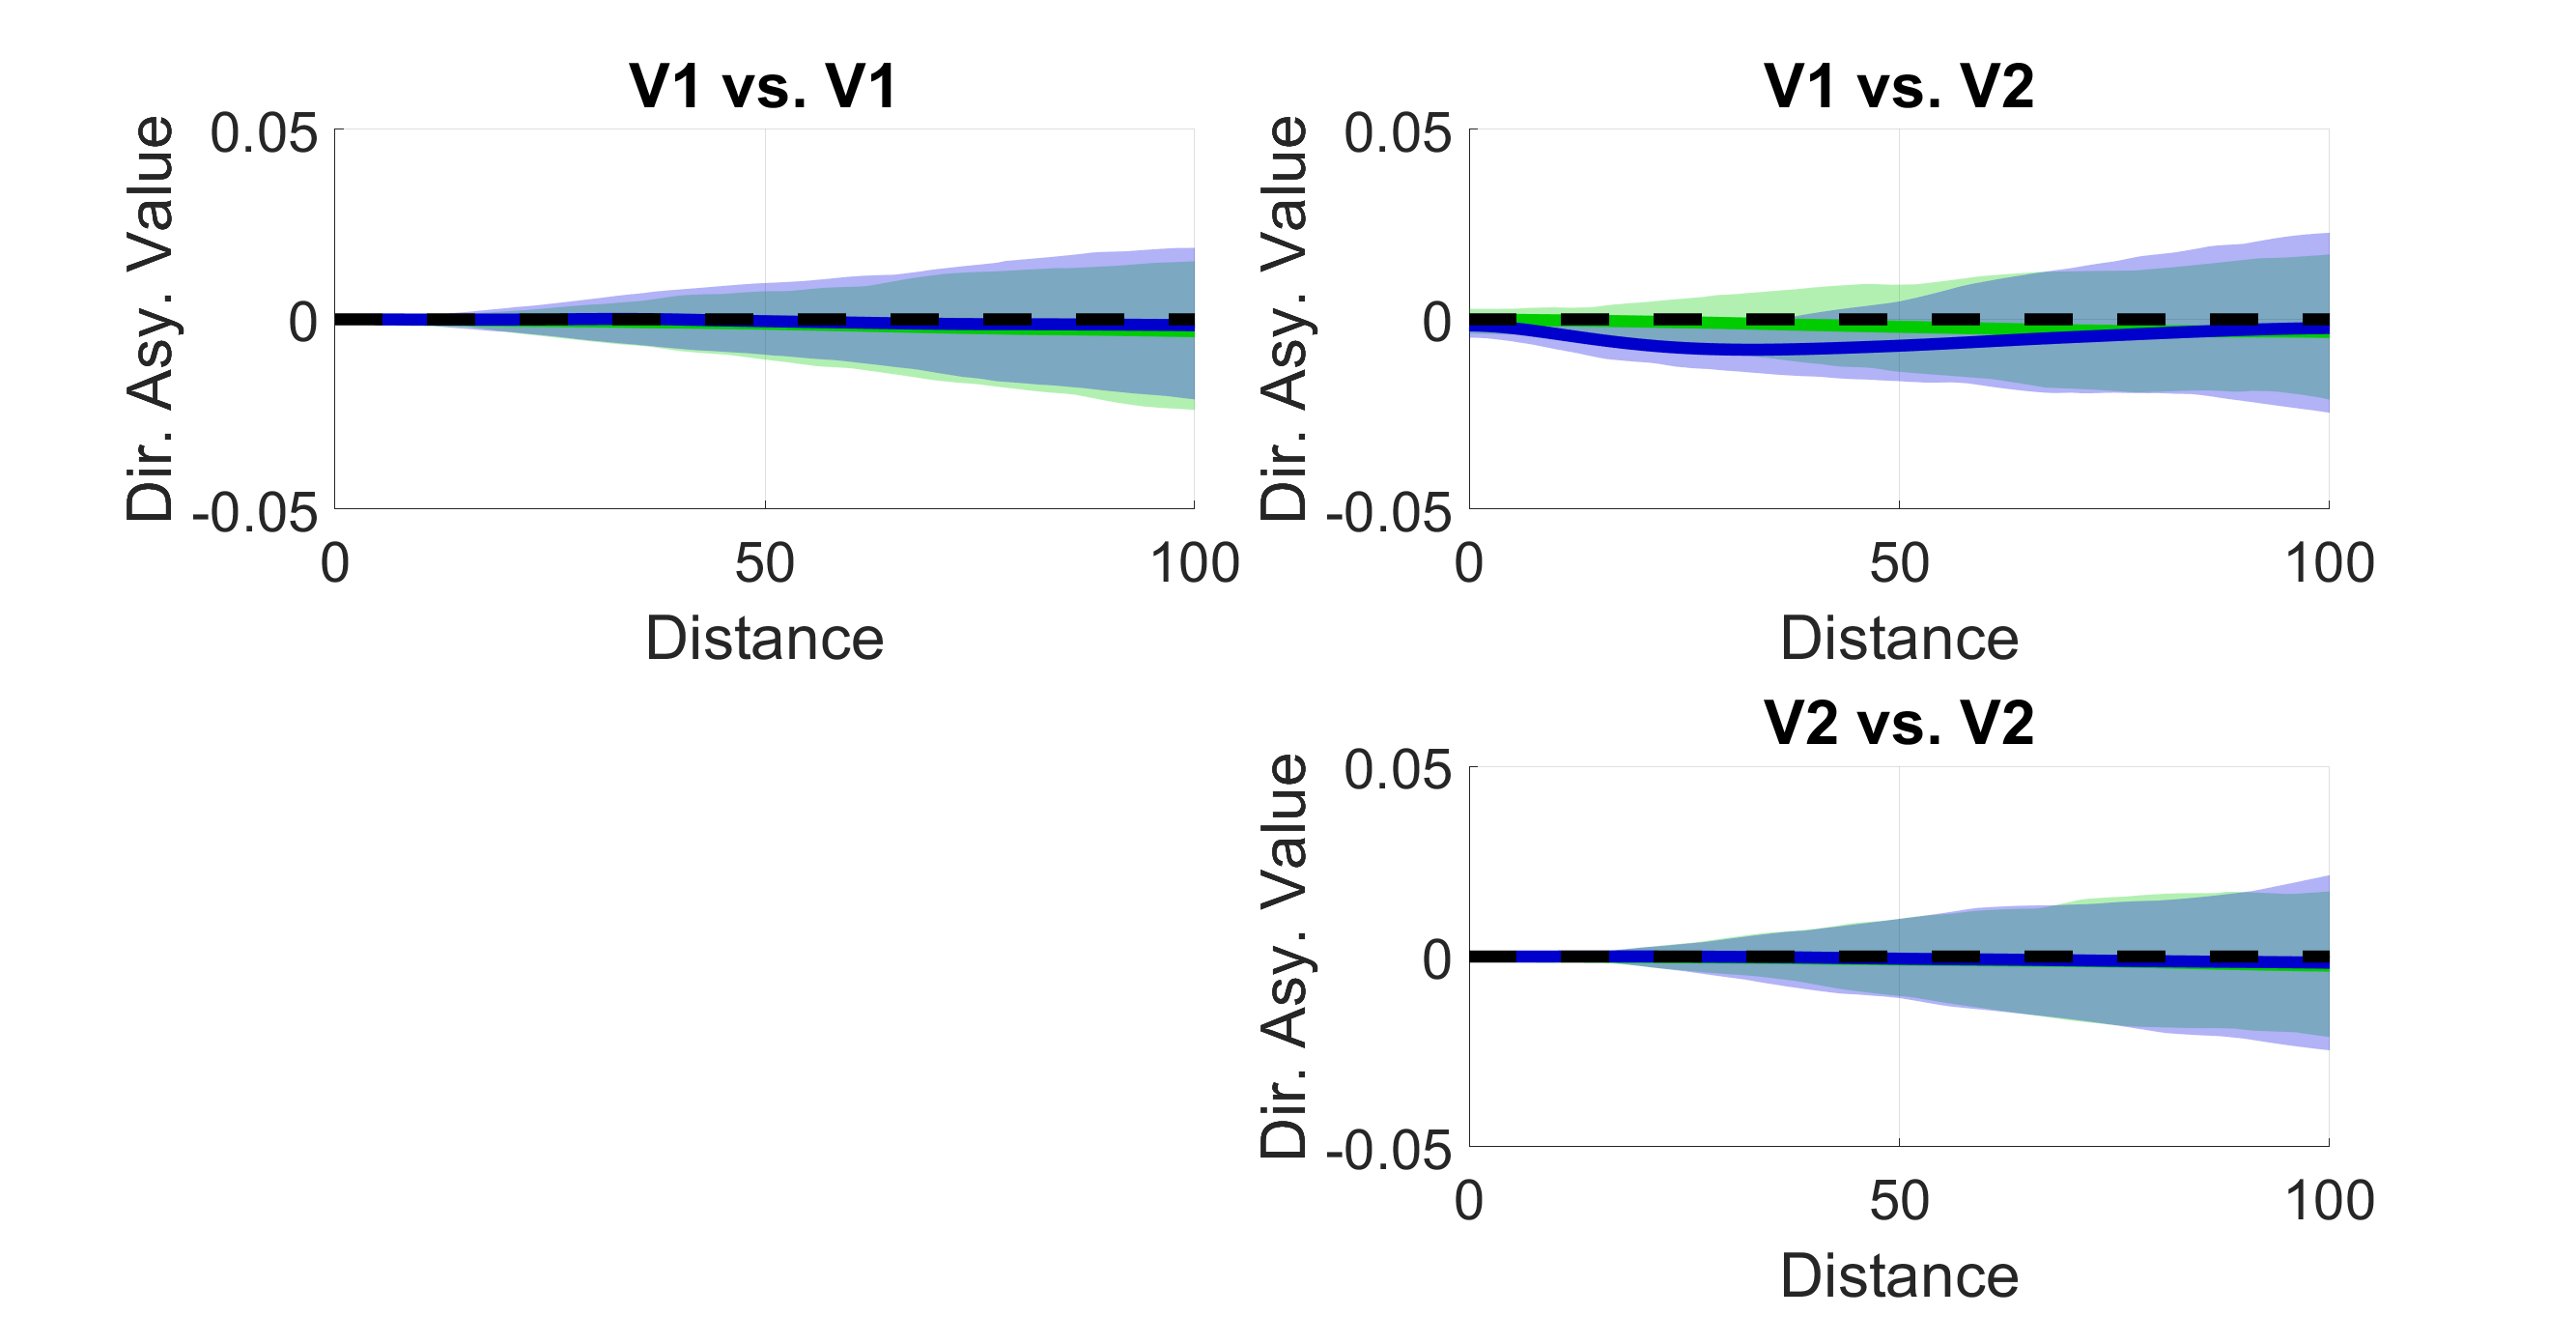 V1 vs. V1
Dir. Asy. Value
0.05
0
-0.05
0 50 100
Distance
V1 vs. V2
Dir. Asy. Value
0.05
0
-0.05
0 50 100
Distance
V2 vs. V2
Dir. Asy. Value
0.05
0
-0.05
0 50 100
Distance